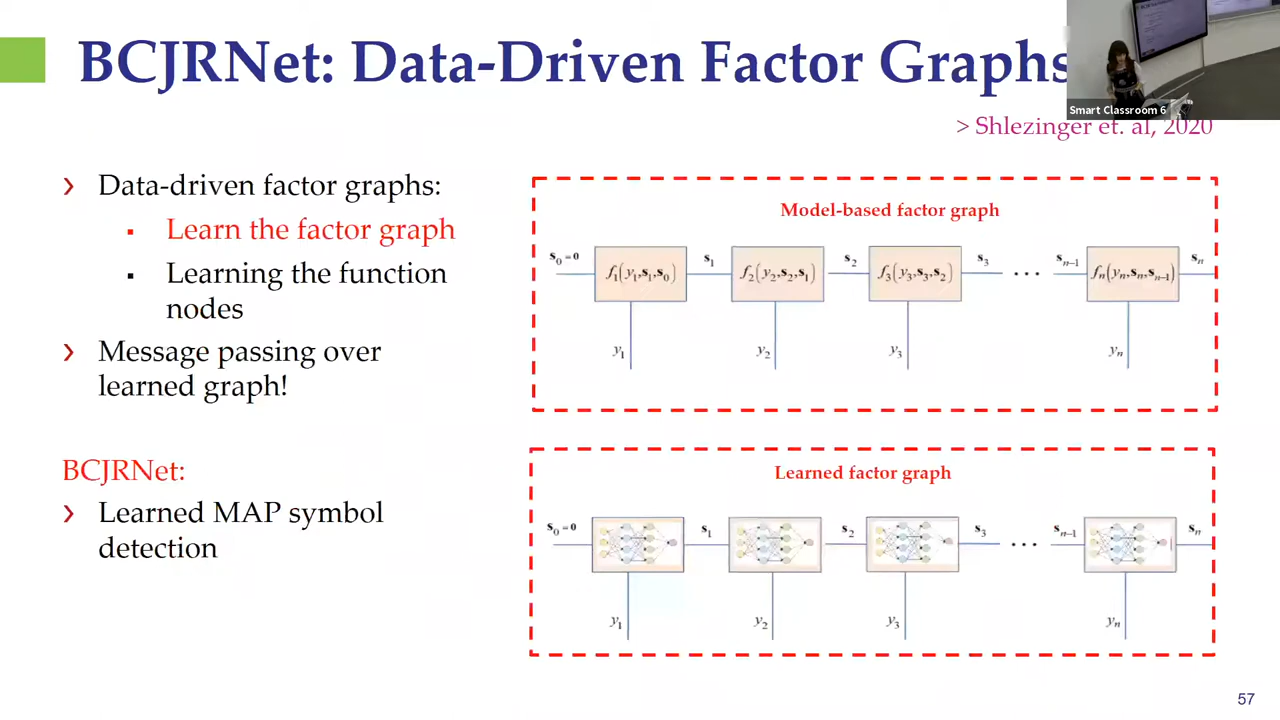 BCJRNet: Data-Driven Factor Graphs
Smart Classroom 6
> Shlezinger et. al, 2020
› Data-driven factor graphs:
▪ Learn the factor graph
▪ Learning the function
nodes
› Message passing over
learned graph!
BCJRNet:
› Learned MAP symbol
detection
Model-based factor graph
s₀ = 0 f₁(y₁,s₁,s₀) s₁ f₂(y₂,s₂,s₁) s₂ f₃(y₃,s₃,s₂) s₃ ··· sₙ₋₁ fₙ(yₙ,sₙ,sₙ₋₁) sₙ
y₁ y₂ y₃ yₙ
Learned factor graph
s₀ = 0 s₁ s₂ s₃ ··· sₙ₋₁ sₙ
y₁ y₂ y₃ yₙ
57